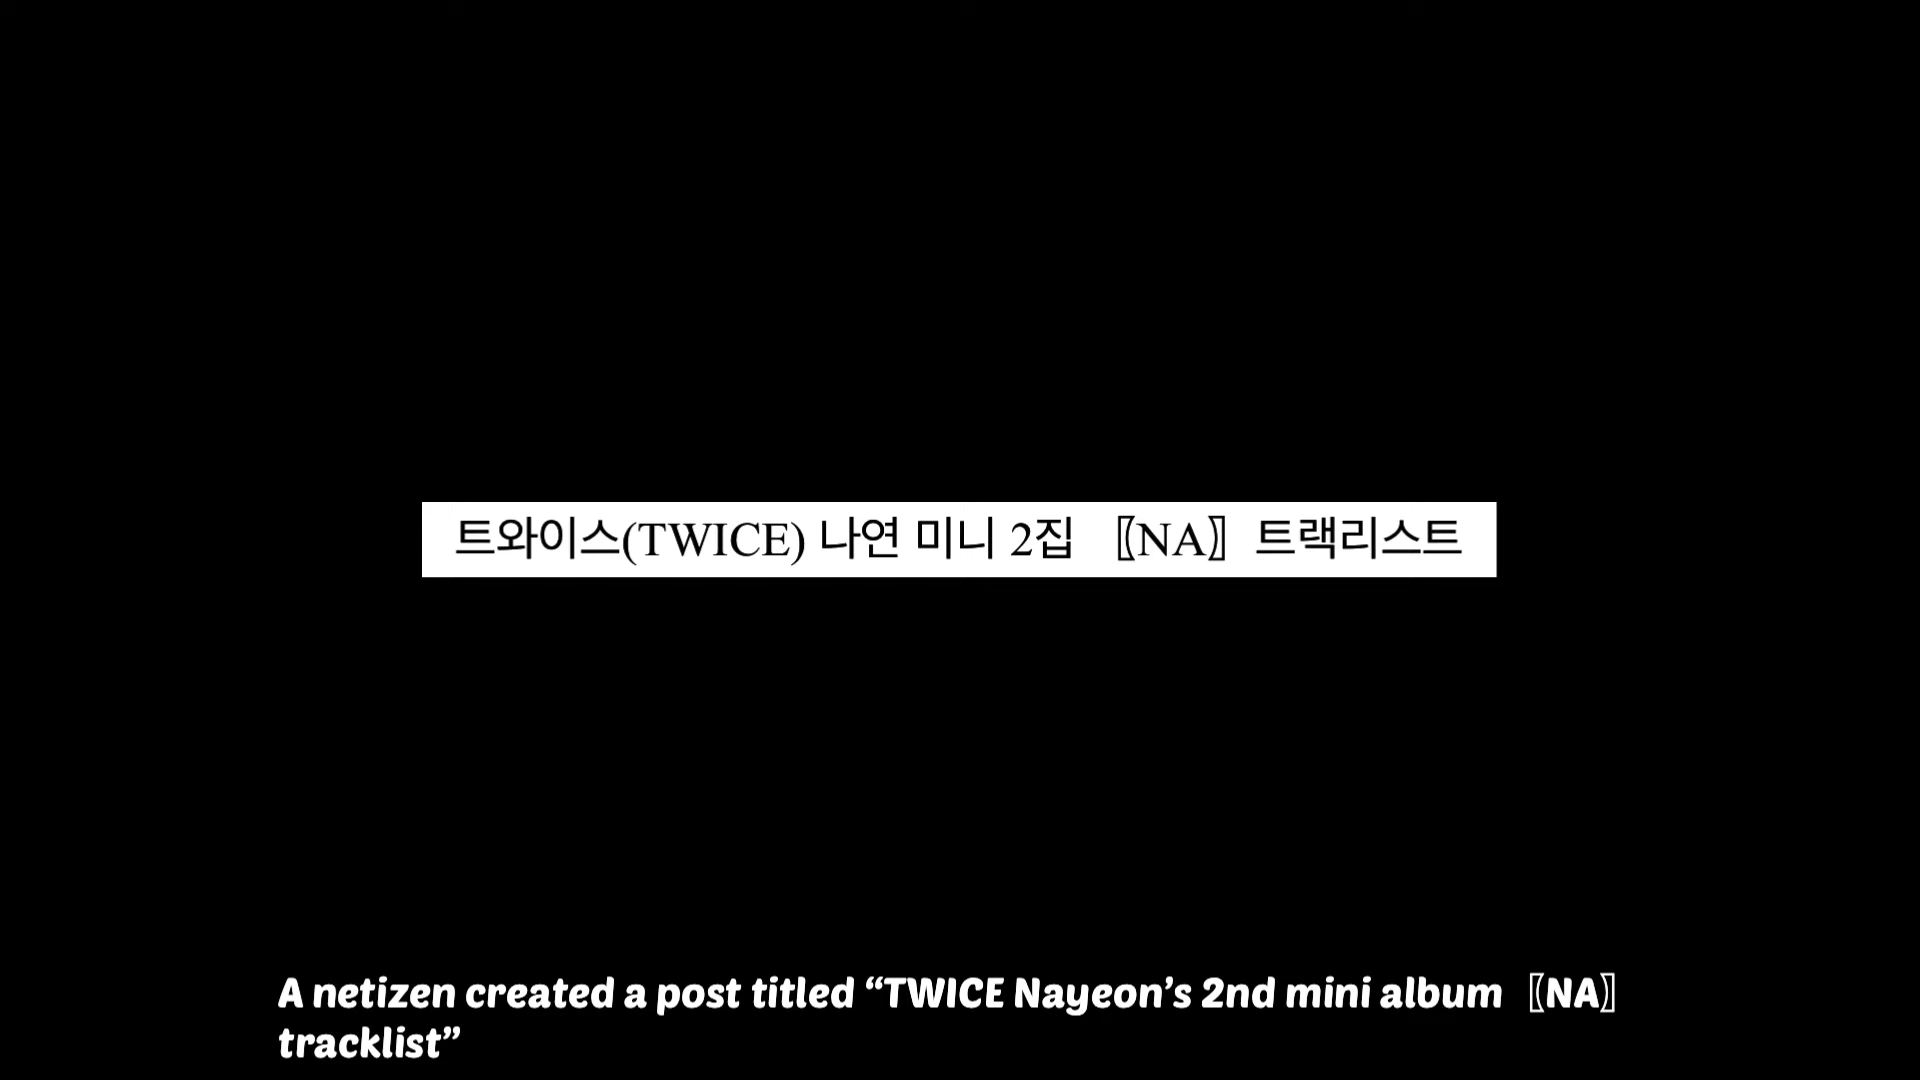 트와이스(TWICE) 나연 미니 2집 〖NA〗 트랙리스트
A netizen created a post titled “TWICE Nayeon’s 2nd mini album〖NA〗
tracklist”